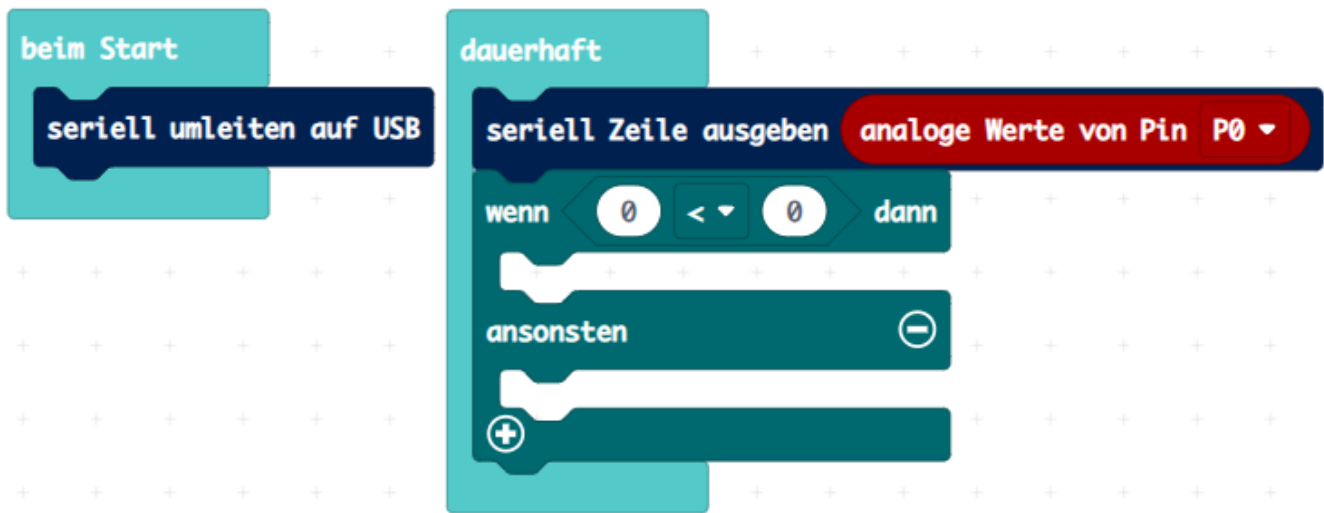 beim Start
seriell umleiten auf USB
dauerhaft
seriell Zeile ausgeben analoge Werte von Pin P0
wenn 0 < 0 dann
ansonsten